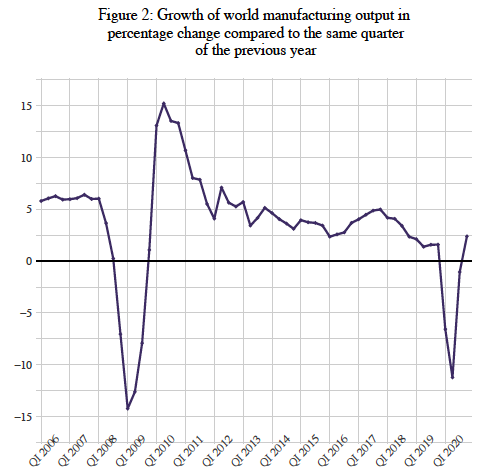 Figure 2: Growth of world manufacturing output in
percentage change compared to the same quarter
of the previous year
15
10
5
0
−5
−10
−15
Q1 2006
Q1 2007
Q1 2008
Q1 2009
Q1 2010
Q1 2011
Q1 2012
Q1 2013
Q1 2014
Q1 2015
Q1 2016
Q1 2017
Q1 2018
Q1 2019
Q1 2020